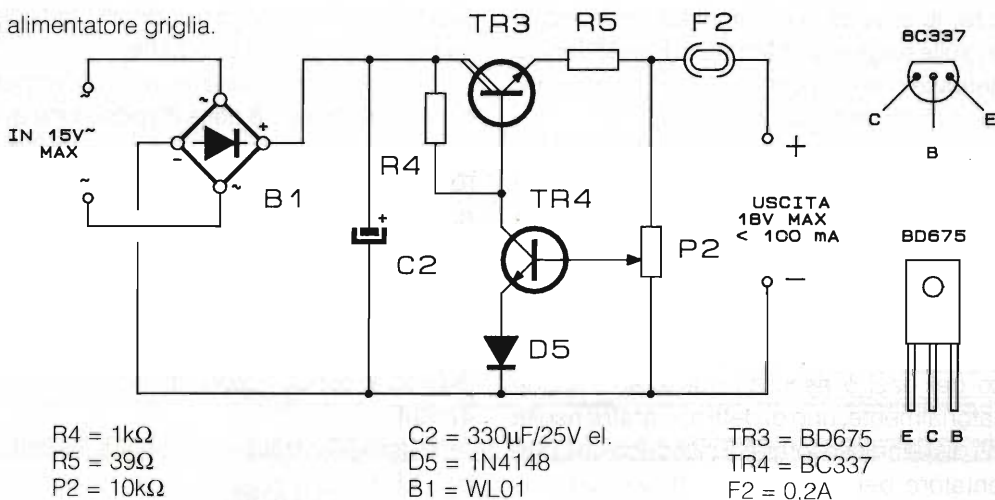 alimentatore griglia.
TR3
R5
F2
BC337
C
B
E
~
~
IN 15V~
MAX
~
+
-
~
B1
R4
+
C2
TR4
P2
D5
+
USCITA
18V MAX
< 100 mA
−
BD675
E C B
R4 = 1kΩ
R5 = 39Ω
P2 = 10kΩ
C2 = 330μF/25V el.
D5 = 1N4148
B1 = WL01
TR3 = BD675
TR4 = BC337
F2 = 0,2A